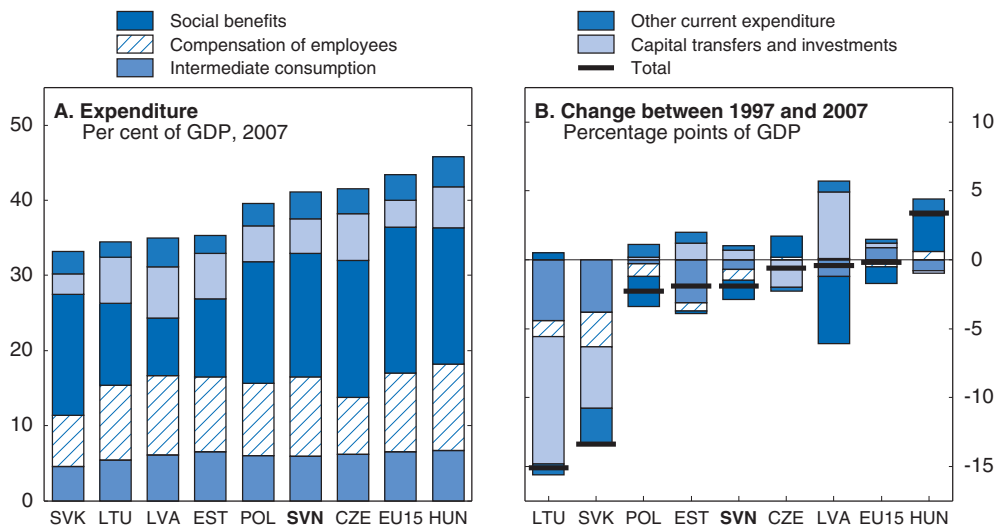 Social benefits
Compensation of employees
Intermediate consumption
Other current expenditure
Capital transfers and investments
Total
A. Expenditure
Per cent of GDP, 2007
50
40
30
20
10
0
SVK LTU LVA EST POL SVN CZE EU15 HUN
B. Change between 1997 and 2007
Percentage points of GDP
10
5
0
-5
-10
-15
LTU SVK POL EST SVN CZE LVA EU15 HUN